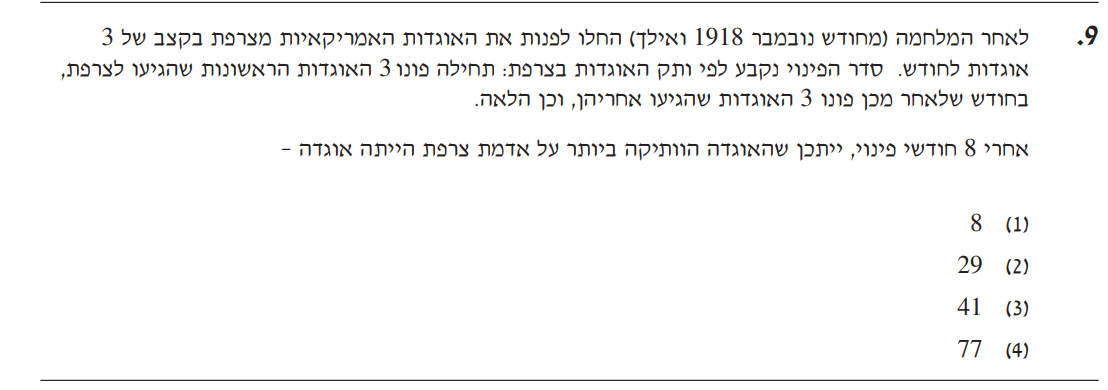 9. לאחר המלחמה (מחודש נובמבר 1918 ואילך) החלו לפנות את האוגדות האמריקאיות מצרפת בקצב של 3
אוגדות לחודש. סדר הפינוי נקבע לפי ותק האוגדות בצרפת: תחילה פונו 3 האוגדות הראשונות שהגיעו לצרפת,
בחודש שלאחר מכן פונו 3 האוגדות שהגיעו אחריהן, וכן הלאה.
אחרי 8 חודשי פינוי, ייתכן שהאוגדה הוותיקה ביותר על אדמת צרפת הייתה אוגדה -
(1) 8
(2) 29
(3) 41
(4) 77